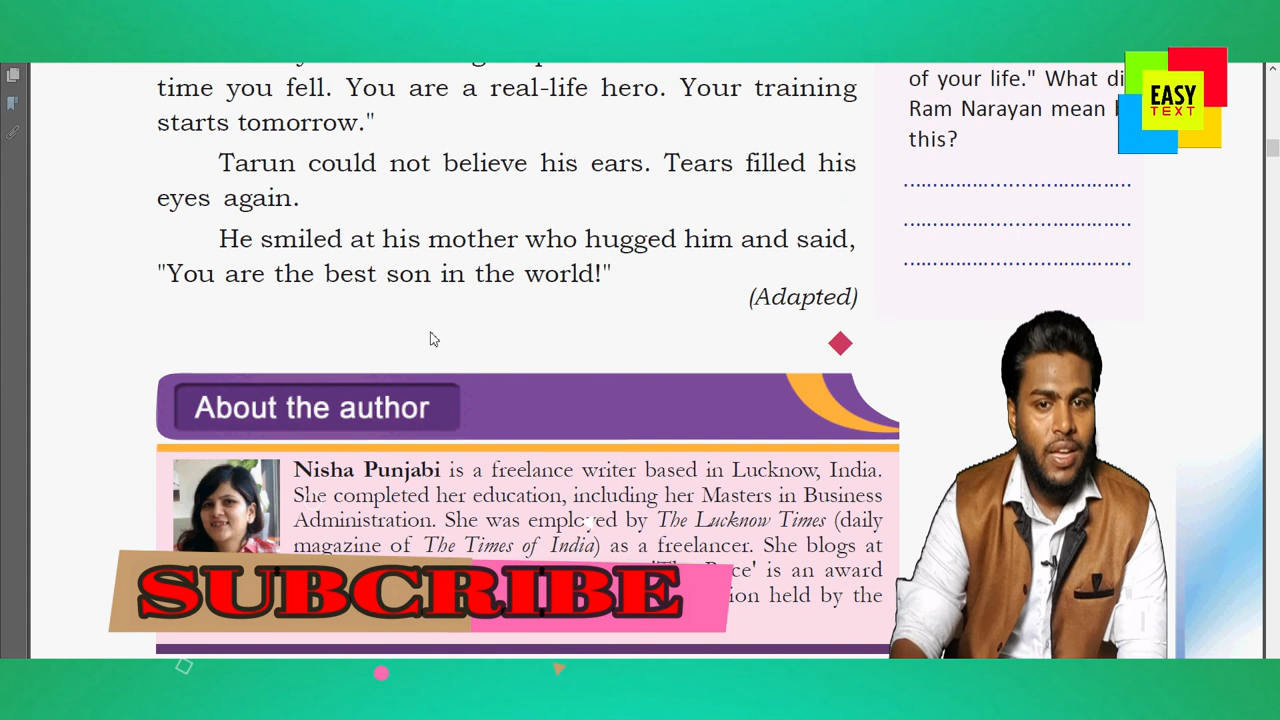 time you fell. You are a real-life hero. Your training
starts tomorrow."
Tarun could not believe his ears. Tears filled his
eyes again.
He smiled at his mother who hugged him and said,
"You are the best son in the world!"
(Adapted)
of your life." What
Ram Narayan mean
this?
EASY
TEXT
About the author
Nisha Punjabi is a freelance writer based in Lucknow, India.
She completed her education, including her Masters in Business
Administration. She was employed by The Lucknow Times (daily
magazine of The Times of India) as a freelancer. She blogs at
is an award
held by the
SUBCRIBE